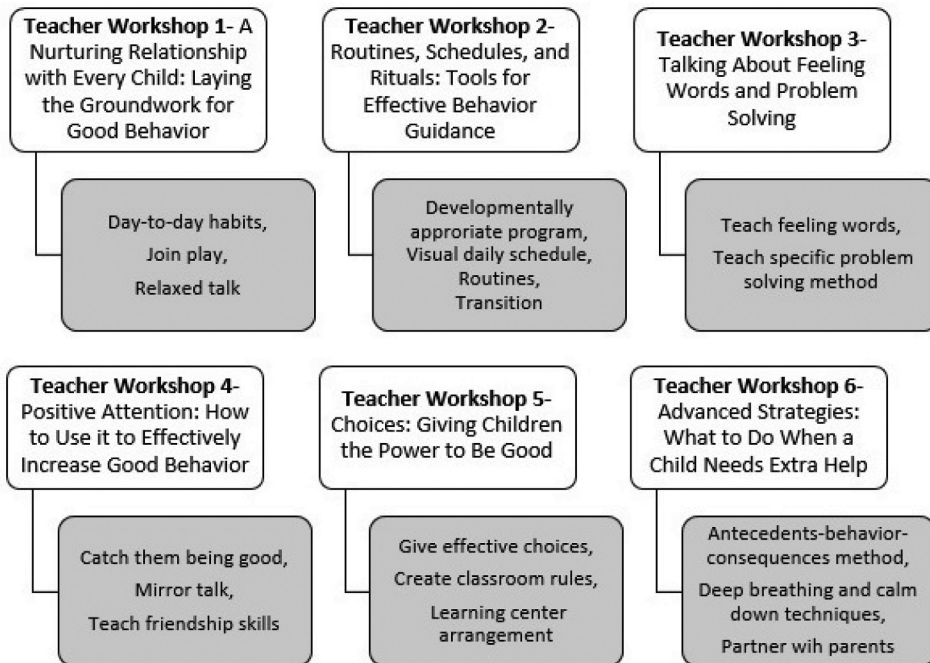 Teacher Workshop 1- A
Nurturing Relationship
with Every Child: Laying
the Groundwork for
Good Behavior
Day-to-day habits,
Join play,
Relaxed talk
Teacher Workshop 2-
Routines, Schedules, and
Rituals: Tools for
Effective Behavior
Guidance
Developmentally
approriate program,
Visual daily schedule,
Routines,
Transition
Teacher Workshop 3-
Talking About Feeling
Words and Problem
Solving
Teach feeling words,
Teach specific problem
solving method
Teacher Workshop 4-
Positive Attention: How
to Use it to Effectively
Increase Good Behavior
Catch them being good,
Mirror talk,
Teach friendship skills
Teacher Workshop 5-
Choices: Giving Children
the Power to Be Good
Give effective choices,
Create classroom rules,
Learning center
arrangement
Teacher Workshop 6-
Advanced Strategies:
What to Do When a
Child Needs Extra Help
Antecedents-behavior-
consequences method,
Deep breathing and calm
down techniques,
Partner wih parents